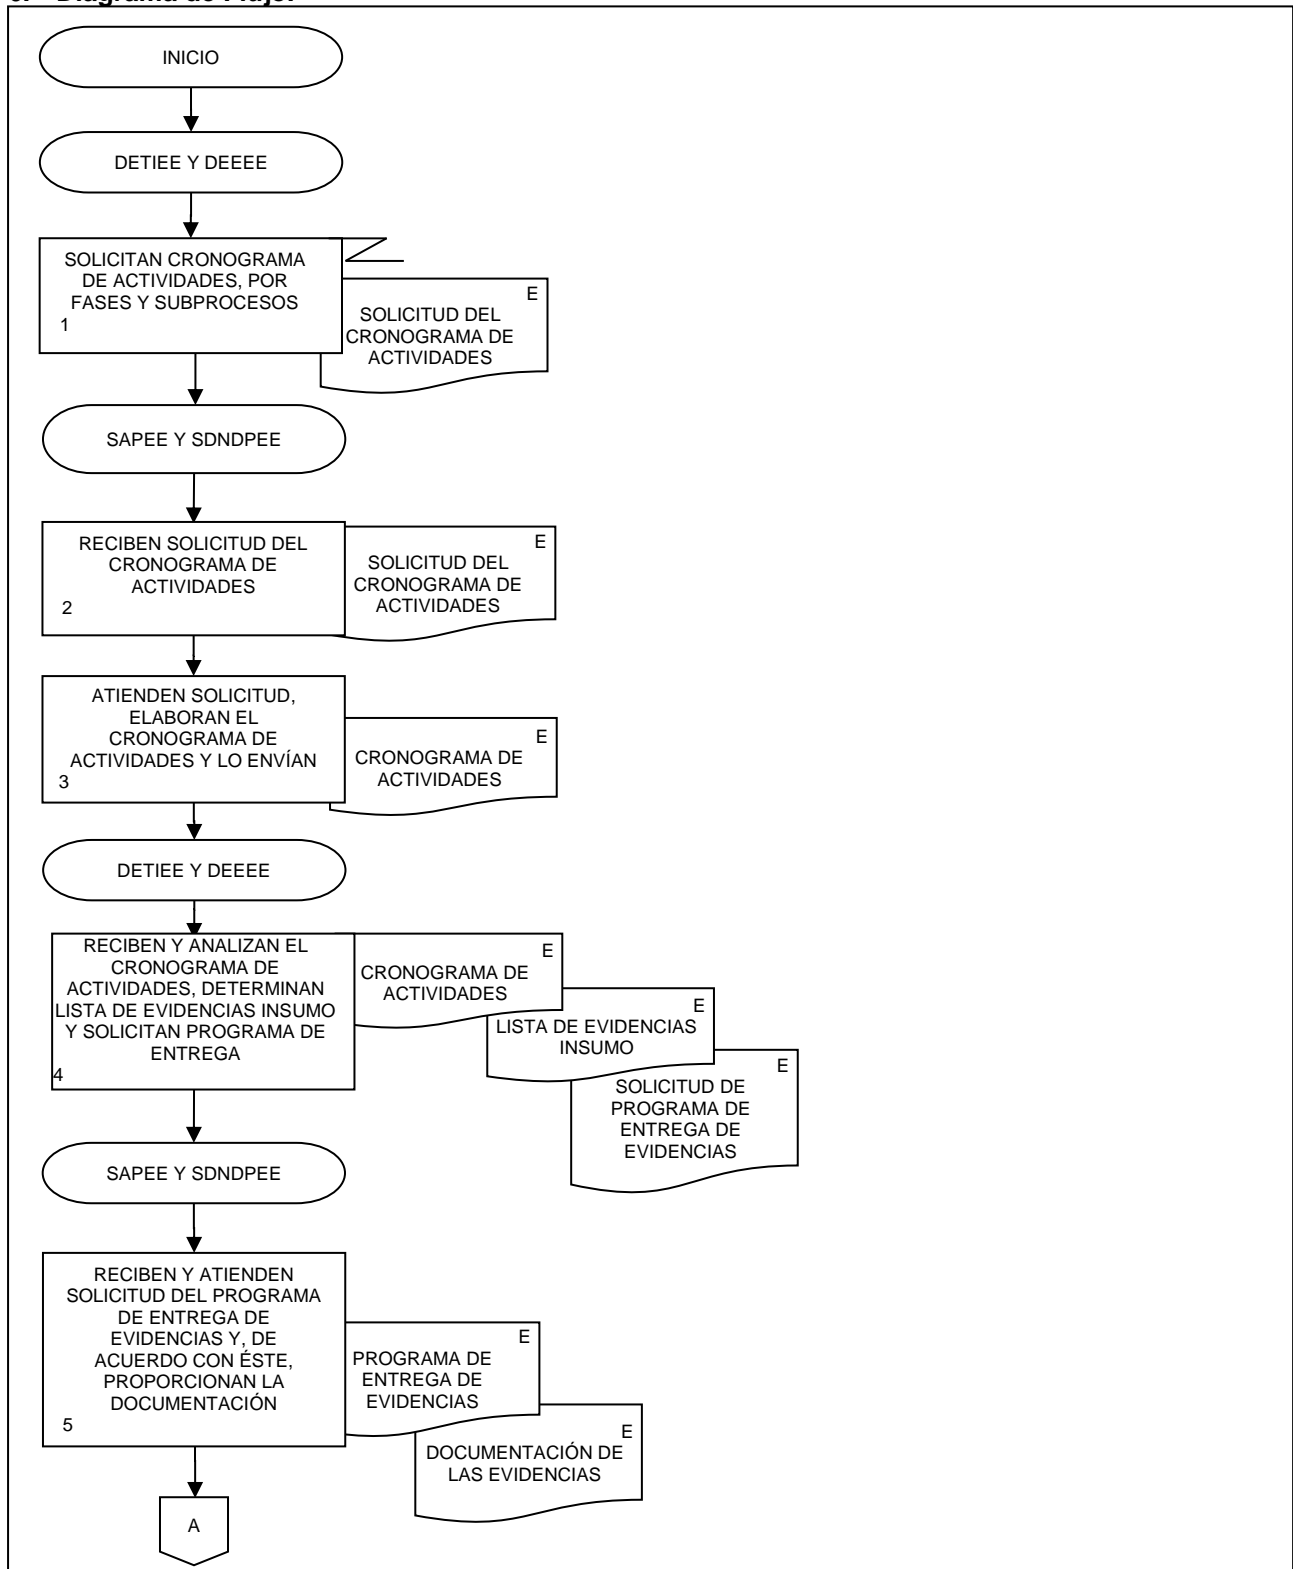 INICIO
DETIEE Y DEEEE
SOLICITAN CRONOGRAMA
DE ACTIVIDADES, POR
FASES Y SUBPROCESOS
1
E
SOLICITUD DEL
CRONOGRAMA DE
ACTIVIDADES
SAPEE Y SDNDPEE
RECIBEN SOLICITUD DEL
CRONOGRAMA DE
ACTIVIDADES
2
E
SOLICITUD DEL
CRONOGRAMA DE
ACTIVIDADES
ATIENDEN SOLICITUD,
ELABORAN EL
CRONOGRAMA DE
ACTIVIDADES Y LO ENVÍAN
3
E
CRONOGRAMA DE
ACTIVIDADES
DETIEE Y DEEEE
RECIBEN Y ANALIZAN EL
CRONOGRAMA DE
ACTIVIDADES, DETERMINAN
LISTA DE EVIDENCIAS INSUMO
Y SOLICITAN PROGRAMA DE
ENTREGA
4
E
CRONOGRAMA DE
ACTIVIDADES
E
LISTA DE EVIDENCIAS
INSUMO
E
SOLICITUD DE
PROGRAMA DE
ENTREGA DE
EVIDENCIAS
SAPEE Y SDNDPEE
RECIBEN Y ATIENDEN
SOLICITUD DEL PROGRAMA
DE ENTREGA DE
EVIDENCIAS Y, DE
ACUERDO CON ÉSTE,
PROPORCIONAN LA
DOCUMENTACIÓN
5
E
PROGRAMA DE
ENTREGA DE
EVIDENCIAS
E
DOCUMENTACIÓN DE
LAS EVIDENCIAS
A